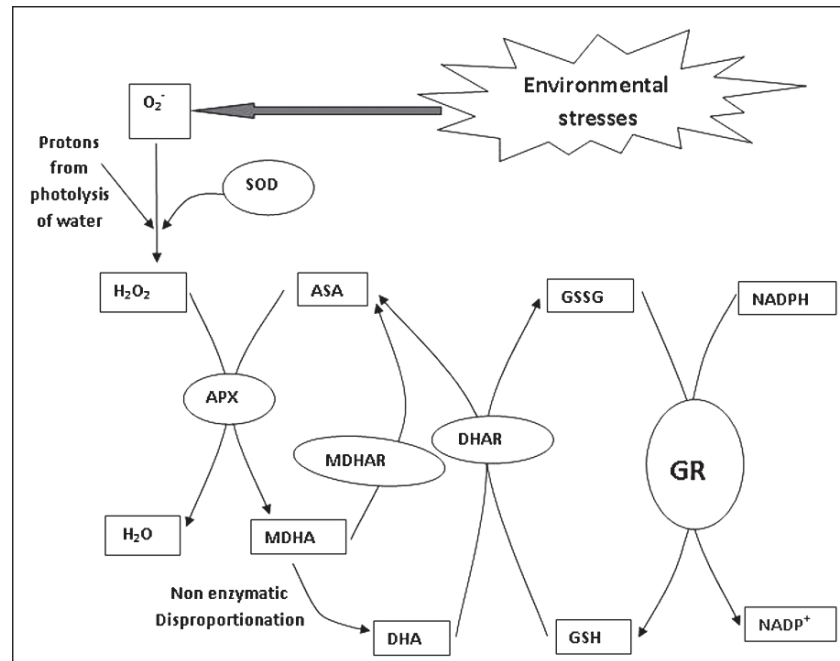 Environmental
stresses
O₂⁻
Protons
from
photolysis
of water
SOD
H₂O₂
ASA
GSSG
NADPH
APX
MDHAR
DHAR
GR
H₂O
MDHA
Non enzymatic
Disproportionation
DHA
GSH
NADP⁺